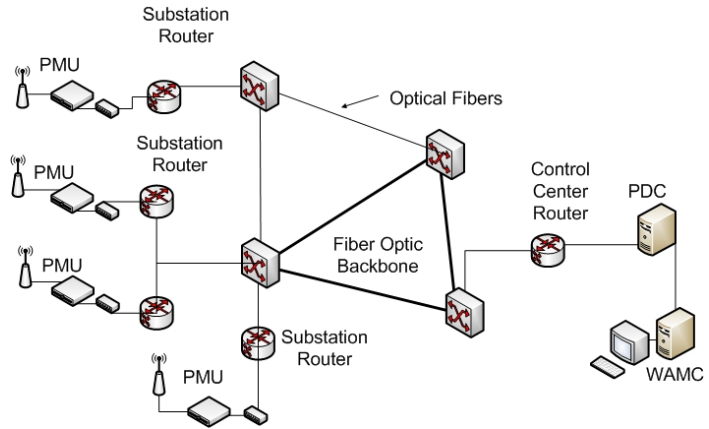 Substation
Router
PMU
Optical Fibers
Substation
Router
PMU
Control
Center
Router
PDC
PMU
Fiber Optic
Backbone
Substation
Router
PMU
WAMC